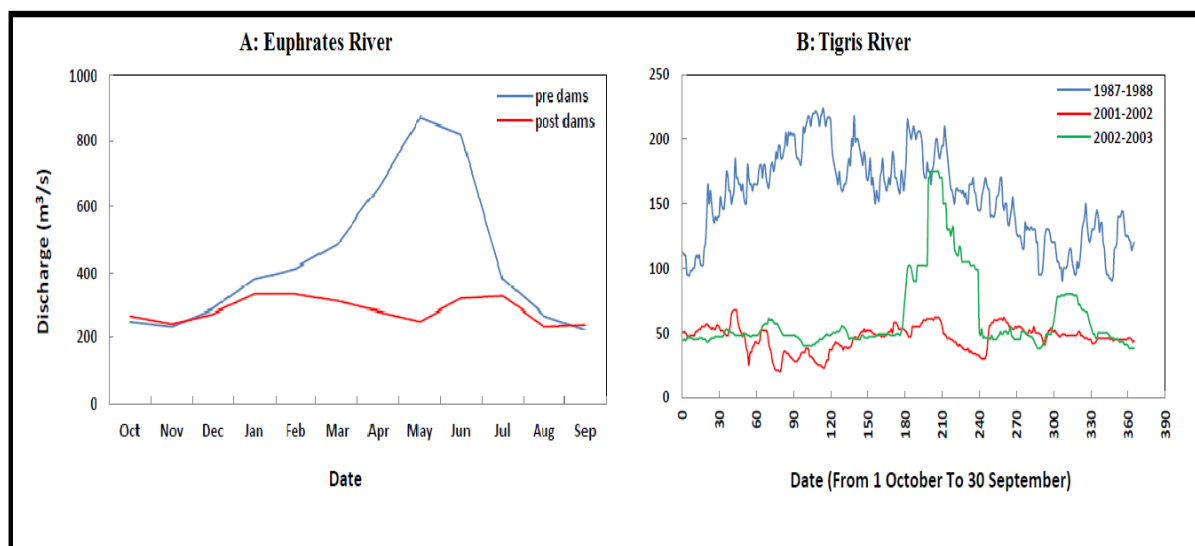 A: Euphrates River
Discharge (m³/s)
1000
800
600
400
200
0
pre dams
post dams
Oct Nov Dec Jan Feb Mar Apr May Jun Jul Aug Sep
Date
B: Tigris River
250
200
150
100
50
0
1987-1988
2001-2002
2002-2003
0 30 60 90 120 150 180 210 240 270 300 330 360 390
Date (From 1 October To 30 September)